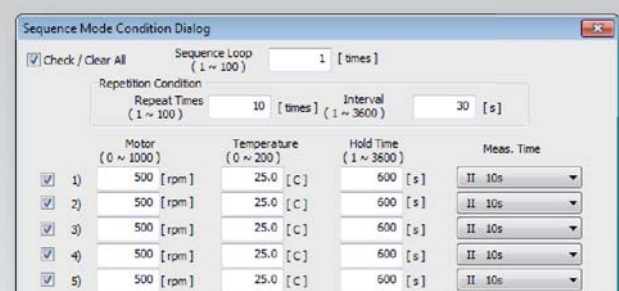 Sequence Mode Condition Dialog
Check / Clear All Sequence Loop 1 [ times ]
( 1 ~ 100 )
Repetition Condition
Repeat Times 10 [ times ] Interval 30 [ s ]
( 1 ~ 100 ) ( 1 ~ 3600 )
Motor Temperature Hold Time Meas. Time
( 0 ~ 1000 ) ( 0 ~ 200 ) ( 1 ~ 3600 )
1) 500 [ rpm ] 25.0 [ C ] 600 [ s ] II 10s
2) 500 [ rpm ] 25.0 [ C ] 600 [ s ] II 10s
3) 500 [ rpm ] 25.0 [ C ] 600 [ s ] II 10s
4) 500 [ rpm ] 25.0 [ C ] 600 [ s ] II 10s
5) 500 [ rpm ] 25.0 [ C ] 600 [ s ] II 10s